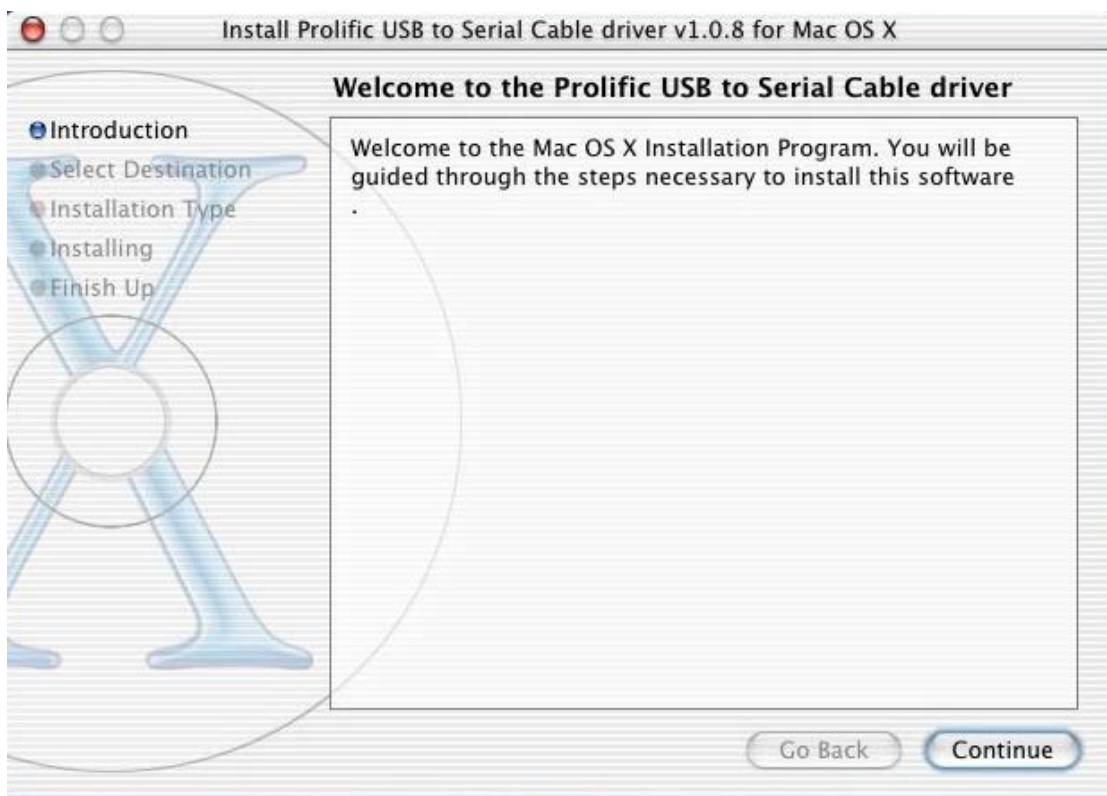 Install Prolific USB to Serial Cable driver v1.0.8 for Mac OS X
Welcome to the Prolific USB to Serial Cable driver
Introduction
Select Destination
Installation Type
Installing
Finish Up
Welcome to the Mac OS X Installation Program. You will be
guided through the steps necessary to install this software
.
Go Back
Continue